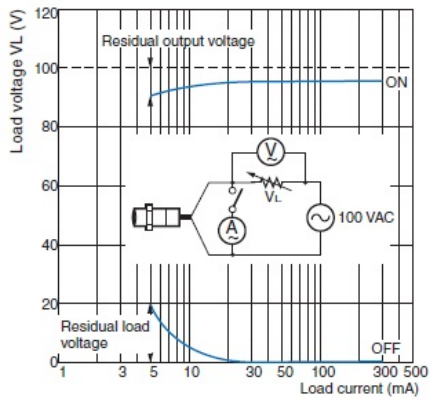 Load voltage VL (V)
120
Residual output voltage
100
ON
80
V
60
VL
A
100 VAC
40
20
Residual load
voltage
OFF
0
1 3 5 10 30 50 100 300 500
Load current (mA)